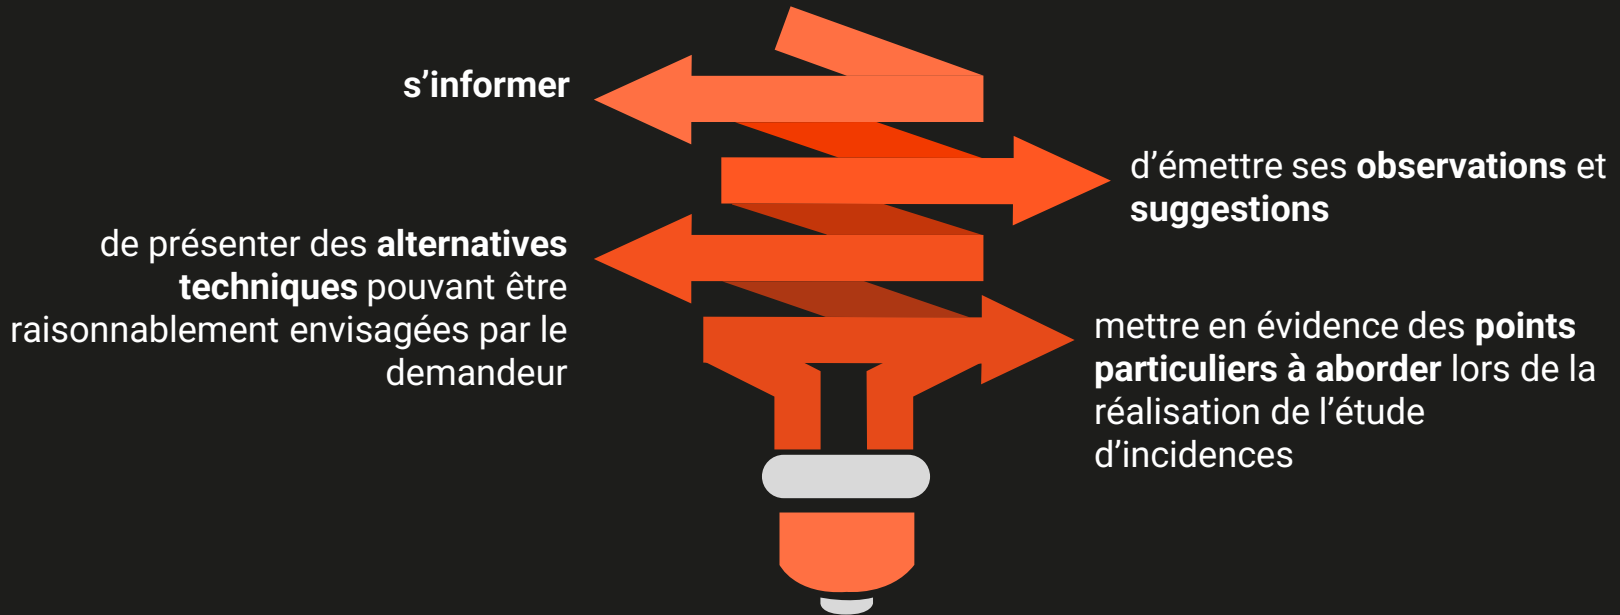 s’informer
d’émettre ses observations et
suggestions
de présenter des alternatives
techniques pouvant être
raisonnablement envisagées par le
demandeur
mettre en évidence des points
particuliers à aborder lors de la
réalisation de l’étude
d’incidences